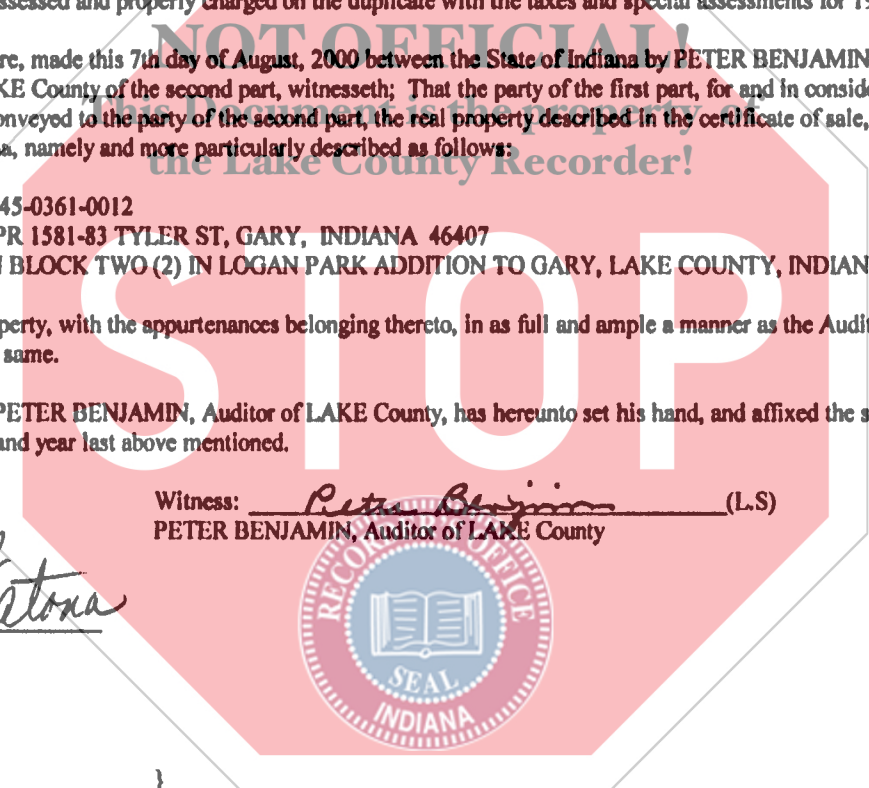 assessed and properly charged on the duplicate with the taxes and special assessments for 19
NOT OFFICIAL!
re, made this 7th day of August, 2000 between the State of Indiana by PETER BENJAMIN
KE County of the second part, witnesseth; That the party of the first part, for and in conside
This Document is the property of
onveyed to the party of the second part, the real property described in the certificate of sale,
a, namely and more particularly described as follows:
the Lake County Recorder!
45-0361-0012
PR 1581-83 TYLER ST, GARY, INDIANA 46407
BLOCK TWO (2) IN LOGAN PARK ADDITION TO GARY, LAKE COUNTY, INDIAN
STOP
perty, with the appurtenances belonging thereto, in as full and ample a manner as the Audit
same.
PETER BENJAMIN, Auditor of LAKE County, has hereunto set his hand, and affixed the s
and year last above mentioned.
Witness: Peter Benjamin (L.S)
PETER BENJAMIN, Auditor of LAKE County
atona
RECORDER'S OFFICE
SEAL
INDIANA
}